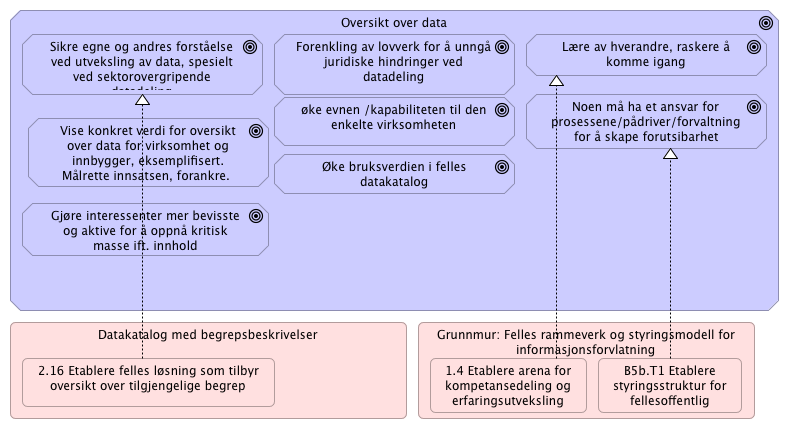 Oversikt over data
Sikre egne og andres forståelse
ved utveksling av data, spesielt
ved sektorovergripende
datadeling
Forenkling av lovverk for å unngå
juridiske hindringer ved
datadeling
Lære av hverandre, raskere å
komme igang
øke evnen /kapabiliteten til den
enkelte virksomheten
Noen må ha et ansvar for
prosessene/pådriver/forvaltning
for å skape forutsibarhet
Vise konkret verdi for oversikt
over data for virksomhet og
innbygger, eksemplifisert.
Målrette innsatsen, forankre.
Øke bruksverdien i felles
datakatalog
Gjøre interessenter mer bevisste
og aktive for å oppnå kritisk
masse ift. innhold
Datakatalog med begrepsbeskrivelser
2.16 Etablere felles løsning som tilbyr
oversikt over tilgjengelige begrep
Grunnmur: Felles rammeverk og styringsmodell for
informasjonsforvlatning
1.4 Etablere arena for
kompetansedeling og
erfaringsutveksling
B5b.T1 Etablere
styringsstruktur for
fellesoffentlig